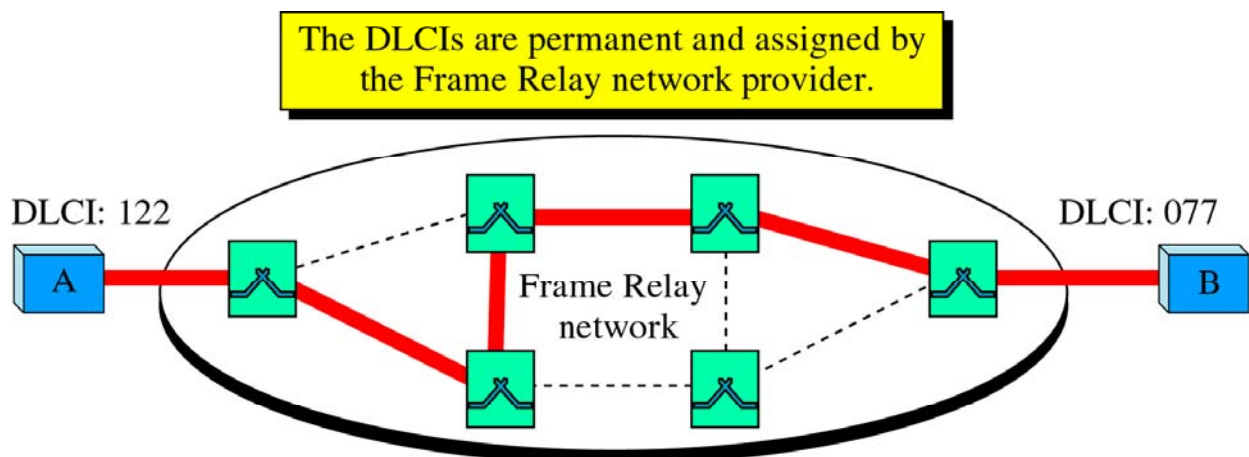 The DLCIs are permanent and assigned by
the Frame Relay network provider.
DLCI: 122
DLCI: 077
A
Frame Relay
network
B